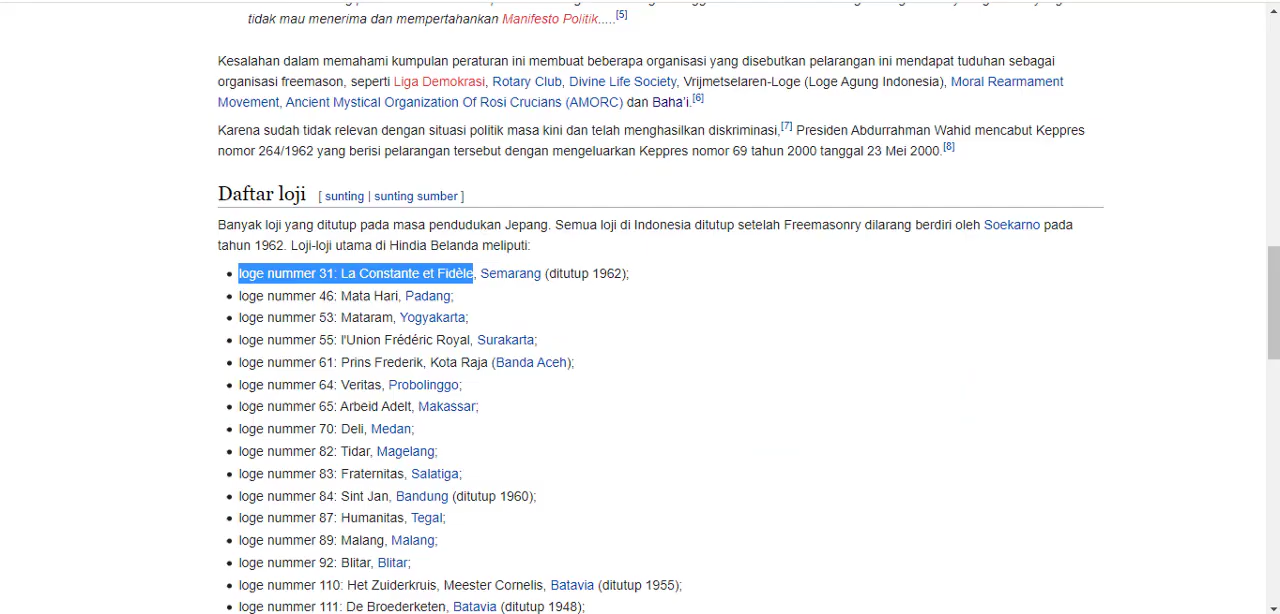 tidak mau menerima dan mempertahankan Manifesto Politik.....[5]
Kesalahan dalam memahami kumpulan peraturan ini membuat beberapa organisasi yang disebutkan pelarangan ini mendapat tuduhan sebagai
organisasi freemason, seperti Liga Demokrasi, Rotary Club, Divine Life Society, Vrijmetselaren-Loge (Loge Agung Indonesia), Moral Rearmament
Movement, Ancient Mystical Organization Of Rosi Crucians (AMORC) dan Baha'i.[6]
Karena sudah tidak relevan dengan situasi politik masa kini dan telah menghasilkan diskriminasi,[7] Presiden Abdurrahman Wahid mencabut Keppres
nomor 264/1962 yang berisi pelarangan tersebut dengan mengeluarkan Keppres nomor 69 tahun 2000 tanggal 23 Mei 2000.[8]
Daftar loji [ sunting | sunting sumber ]
Banyak loji yang ditutup pada masa pendudukan Jepang. Semua loji di Indonesia ditutup setelah Freemasonry dilarang berdiri oleh Soekarno pada
tahun 1962. Loji-loji utama di Hindia Belanda meliputi:
• loge nummer 31: La Constante et Fidèle, Semarang (ditutup 1962);
• loge nummer 46: Mata Hari, Padang;
• loge nummer 53: Mataram, Yogyakarta;
• loge nummer 55: l'Union Frédéric Royal, Surakarta;
• loge nummer 61: Prins Frederik, Kota Raja (Banda Aceh);
• loge nummer 64: Veritas, Probolinggo;
• loge nummer 65: Arbeid Adelt, Makassar;
• loge nummer 70: Deli, Medan;
• loge nummer 82: Tidar, Magelang;
• loge nummer 83: Fraternitas, Salatiga;
• loge nummer 84: Sint Jan, Bandung (ditutup 1960);
• loge nummer 87: Humanitas, Tegal;
• loge nummer 89: Malang, Malang;
• loge nummer 92: Blitar, Blitar;
• loge nummer 110: Het Zuiderkruis, Meester Cornelis, Batavia (ditutup 1955);
• loge nummer 111: De Broederketen, Batavia (ditutup 1948);